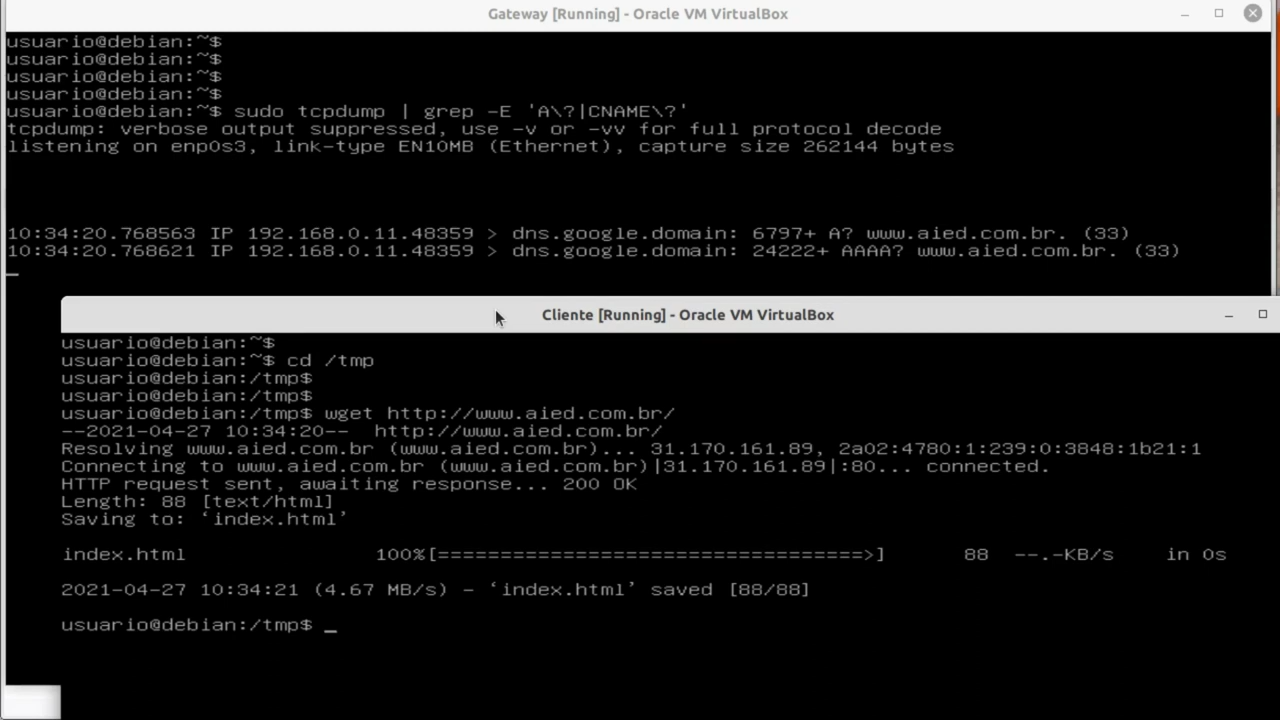 Gateway [Running] - Oracle VM VirtualBox
usuario@debian:~$
usuario@debian:~$
usuario@debian:~$
usuario@debian:~$
usuario@debian:~$ sudo tcpdump | grep -E 'A\?|CNAME\?'
tcpdump: verbose output suppressed, use -v or -vv for full protocol decode
listening on enp0s3, link-type EN10MB (Ethernet), capture size 262144 bytes
10:34:20.768563 IP 192.168.0.11.48359 > dns.google.domain: 6797+ A? www.aied.com.br. (33)
10:34:20.768621 IP 192.168.0.11.48359 > dns.google.domain: 24222+ AAAA? www.aied.com.br. (33)
Cliente [Running] - Oracle VM VirtualBox
usuario@debian:~$
usuario@debian:~$ cd /tmp
usuario@debian:/tmp$
usuario@debian:/tmp$
usuario@debian:/tmp$ wget http://www.aied.com.br/
--2021-04-27 10:34:20--  http://www.aied.com.br/
Resolving www.aied.com.br (www.aied.com.br)... 31.170.161.89, 2a02:4780:1:239:0:3848:1b21:1
Connecting to www.aied.com.br (www.aied.com.br)|31.170.161.89|:80... connected.
HTTP request sent, awaiting response... 200 OK
Length: 88 [text/html]
Saving to: ‘index.html’
index.html 100%[==================================>] 88 --.-KB/s in 0s
2021-04-27 10:34:21 (4.67 MB/s) - ‘index.html’ saved [88/88]
usuario@debian:/tmp$ _